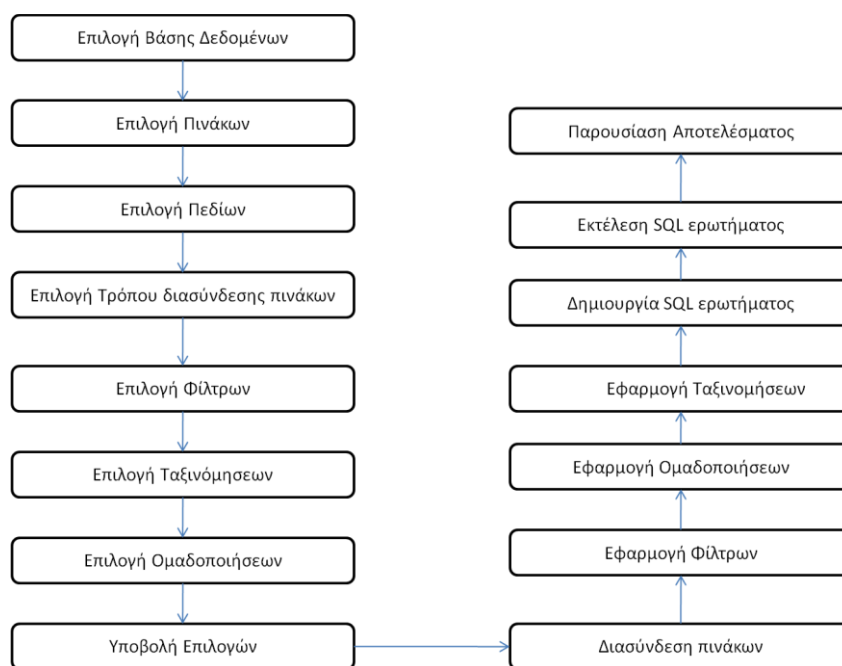 Επιλογή Βάσης Δεδομένων
Επιλογή Πινάκων
Επιλογή Πεδίων
Επιλογή Τρόπου διασύνδεσης πινάκων
Επιλογή Φίλτρων
Επιλογή Ταξινόμησεων
Επιλογή Ομαδοποιήσεων
Υποβολή Επιλογών
Διασύνδεση πινάκων
Εφαρμογή Φίλτρων
Εφαρμογή Ομαδοποιήσεων
Εφαρμογή Ταξινομήσεων
Δημιουργία SQL ερωτήματος
Εκτέλεση SQL ερωτήματος
Παρουσίαση Αποτελέσματος